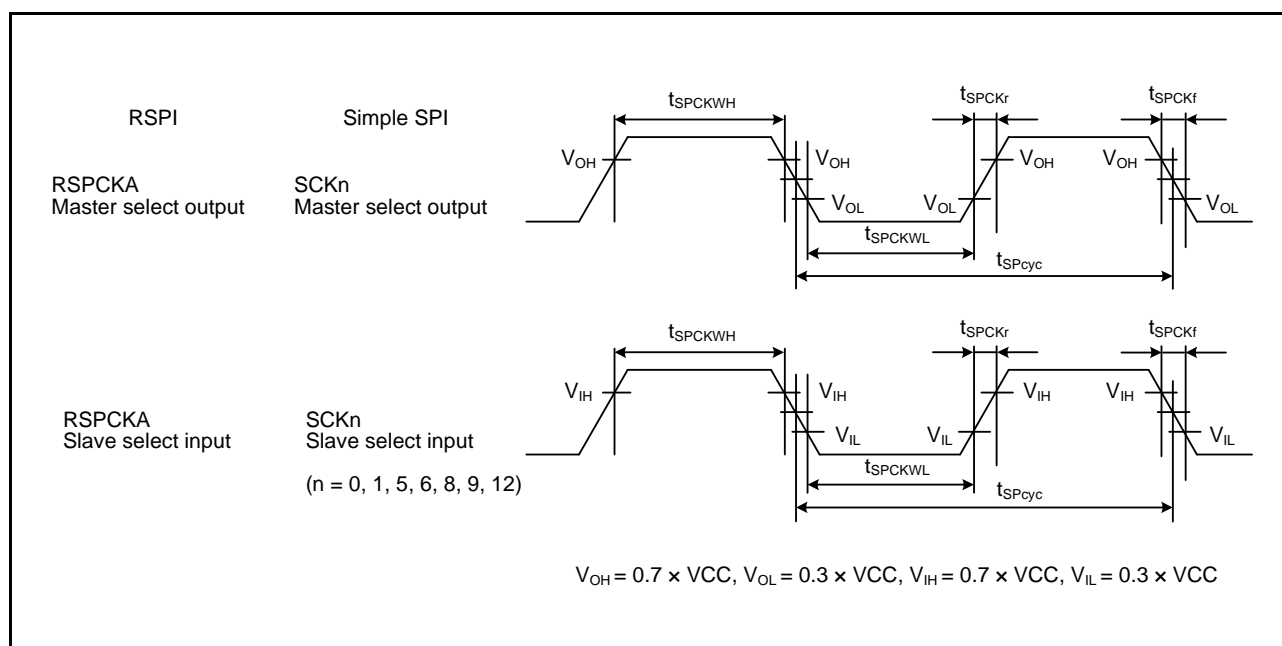 RSPI
Simple SPI
tSPCKWH
tSPCKr
tSPCKf
VOH
VOH
VOH
VOH
RSPCKA
Master select output
SCKn
Master select output
VOL
VOL
VOL
tSPCKWL
tSPcyc
tSPCKWH
tSPCKr
tSPCKf
VIH
VIH
VIH
VIH
RSPCKA
Slave select input
SCKn
Slave select input
VIL
VIL
VIL
(n = 0, 1, 5, 6, 8, 9, 12)
tSPCKWL
tSPcyc
VOH = 0.7 × VCC, VOL = 0.3 × VCC, VIH = 0.7 × VCC, VIL = 0.3 × VCC